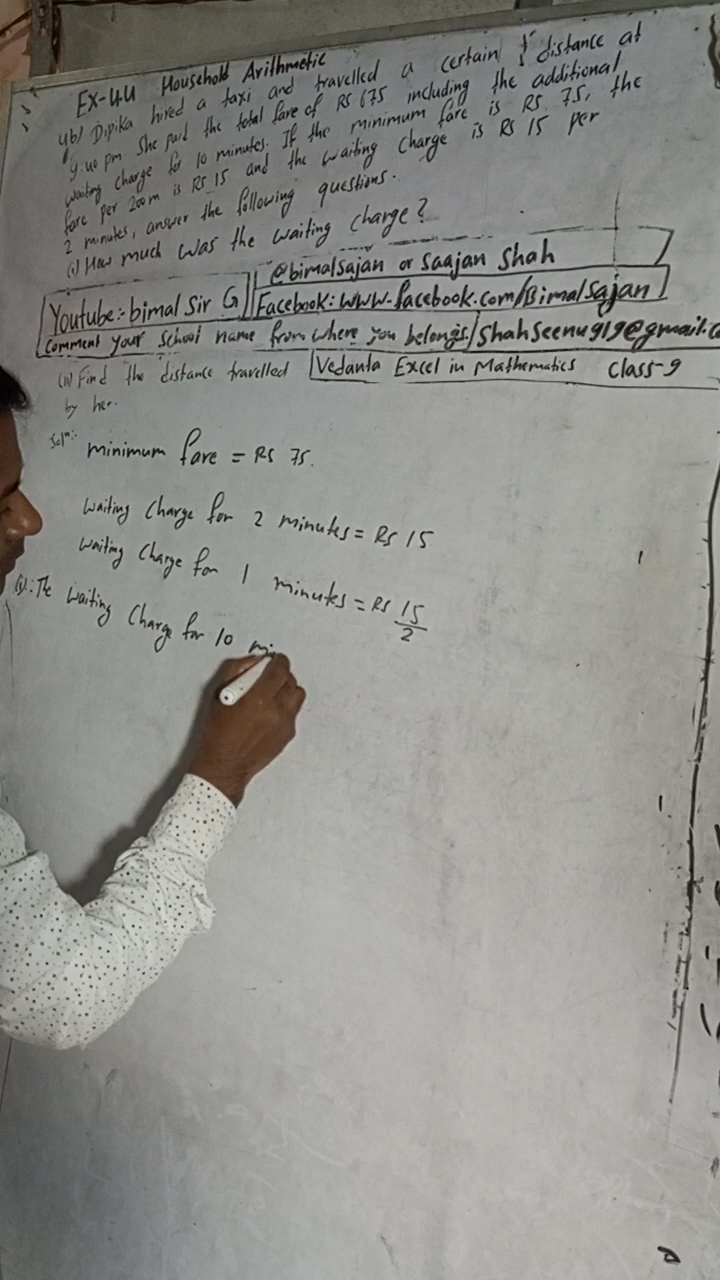 Ex-4.4 Household Arithmetic
4b) Dipika hired a taxi and travelled a certain distance at
9:40 pm She paid the total fare of RS 675 including the additional
waiting charge for 10 minutes. If the minimum fare is RS 75, the
fare per 200m is RS 15 and the waiting charge is RS 15 per
2 minutes, answer the following questions.
(i) How much was the waiting charge?
@bimalsajan or Saajan Shah
Youtube:- bimal Sir G
Facebook: www.facebook.com/Bimalsajan
Comment your school name from where you belongs/Shahseenu919@gmail.c
(ii) Find the distance travelled
Vedanta Excel in Mathematics Class-9
by her.
Solⁿ:-
minimum fare = RS 75.
Waiting Charge for 2 minutes = RS 15
Waiting Charge for 1 minutes = RS 15/2
(i):The Waiting Charge for 10 mi